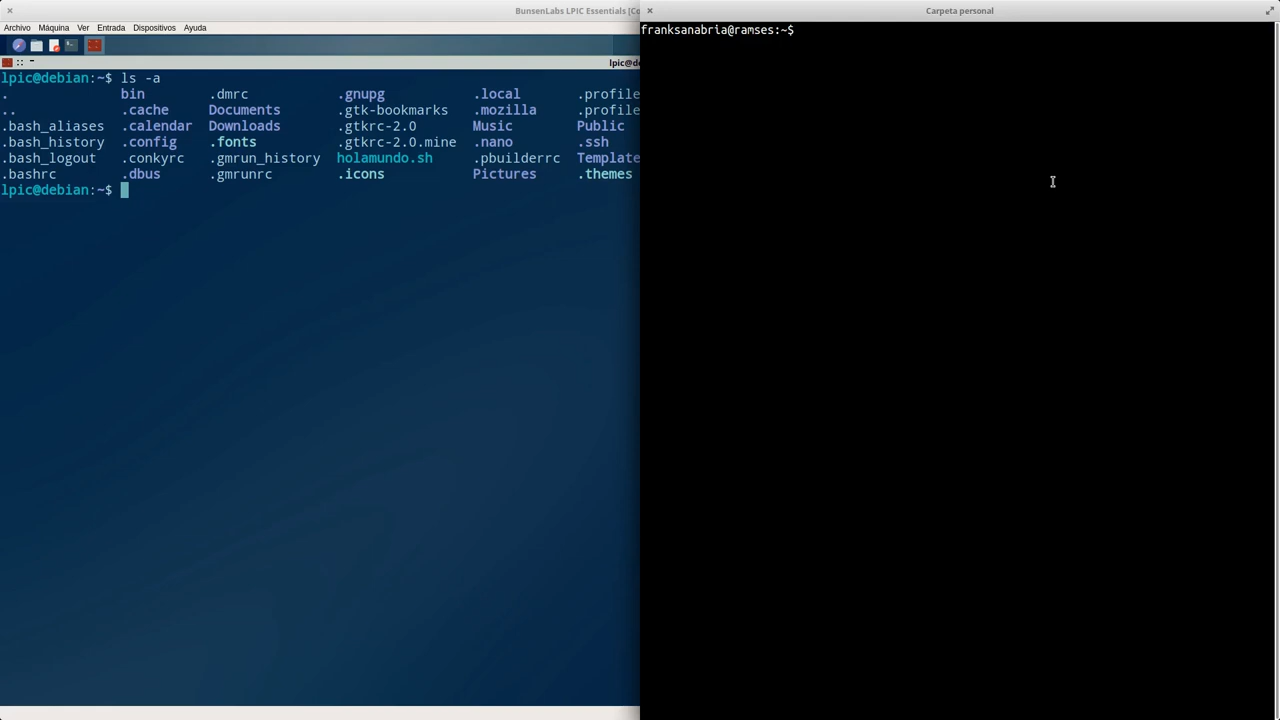 BunsenLabs LPIC Essentials [Co
Archivo Máquina Ver Entrada Dispositivos Ayuda
:: ~
lpic@d
lpic@debian:~$ ls -a
. bin .dmrc .gnupg .local .profile
.. .cache Documents .gtk-bookmarks .mozilla .profile
.bash_aliases .calendar Downloads .gtkrc-2.0 Music Public
.bash_history .config .fonts .gtkrc-2.0.mine .nano .ssh
.bash_logout .conkyrc .gmrun_history holamundo.sh .pbuilderrc Template
.bashrc .dbus .gmrunrc .icons Pictures .themes
lpic@debian:~$
Carpeta personal
franksanabria@ramses:~$